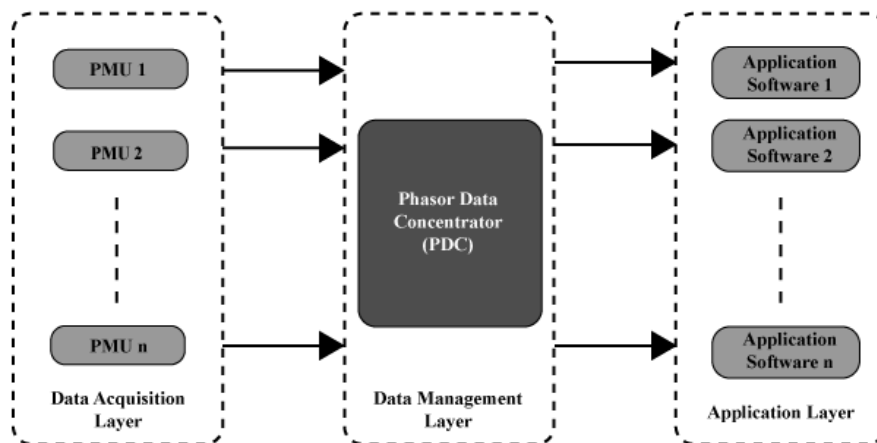 PMU 1
PMU 2
PMU n
Data Acquisition
Layer
Phasor Data
Concentrator
(PDC)
Data Management
Layer
Application
Software 1
Application
Software 2
Application
Software n
Application Layer